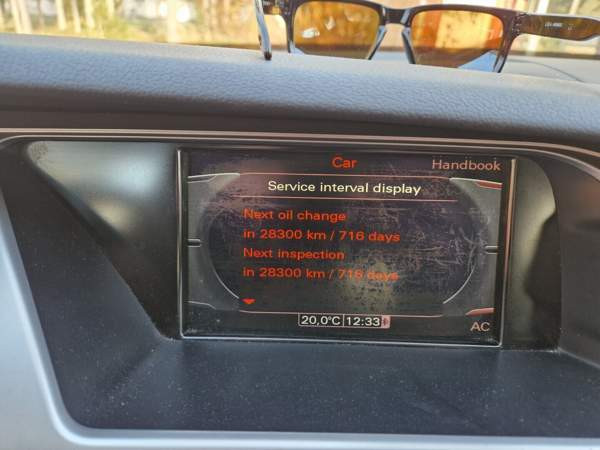 Car
Handbook
Service interval display
Next oil change
in 28300 km / 716 days
Next inspection
in 28300 km / 716 days
20,0°C 12:33
AC